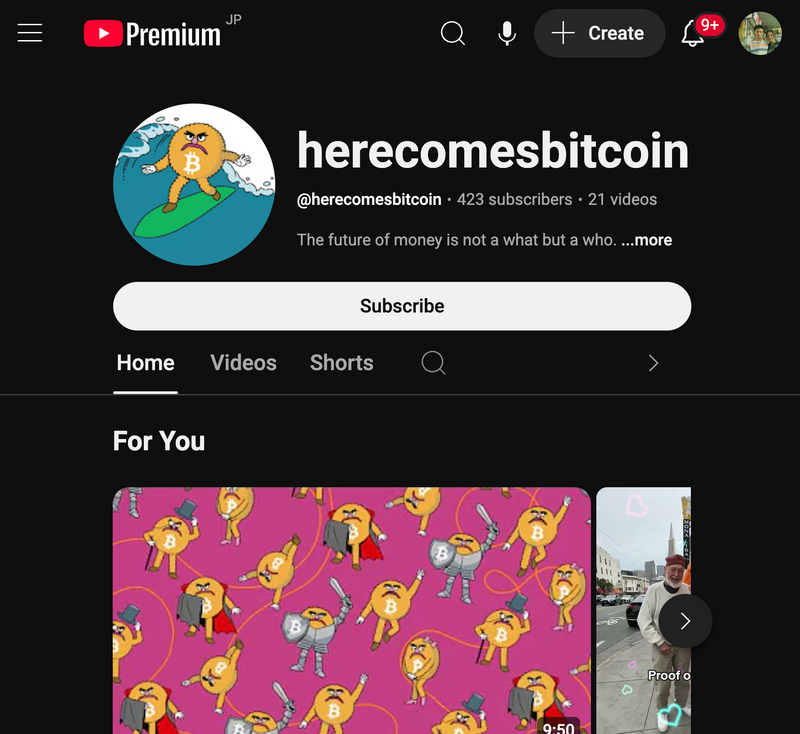 Premium JP
Create
9+
herecomesbitcoin
@herecomesbitcoin • 423 subscribers • 21 videos
The future of money is not a what but a who. ...more
Subscribe
Home Videos Shorts
For You
Proof o
9:50